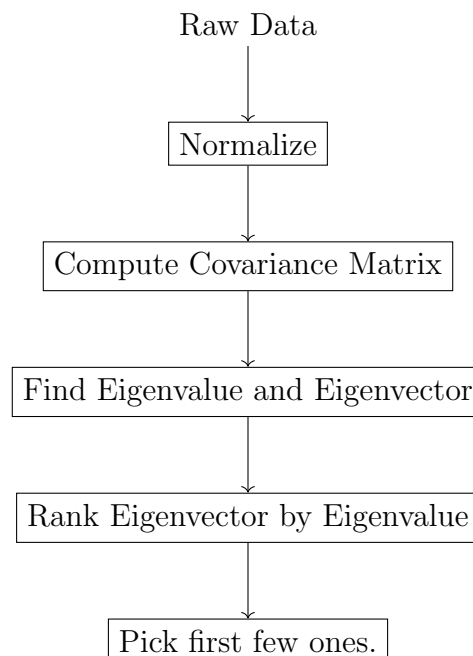 Raw Data
Normalize
Compute Covariance Matrix
Find Eigenvalue and Eigenvector
Rank Eigenvector by Eigenvalue
Pick first few ones.